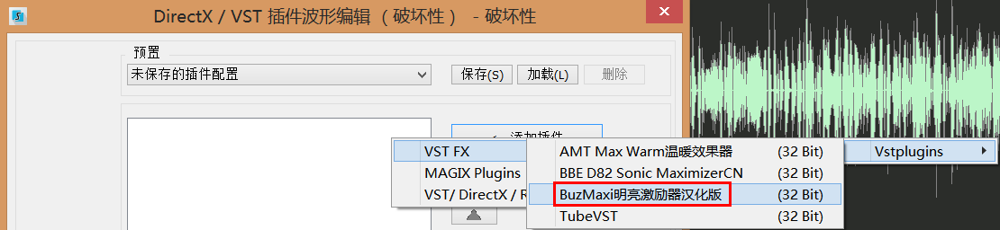 DirectX / VST 插件波形编辑 （破坏性） - 破坏性
预置
未保存的插件配置 保存(S) 加载(L) 删除
添加插件
VST FX AMT Max Warm温暖效果器 (32 Bit) Vstplugins
MAGIX Plugins BBE D82 Sonic MaximizerCN (32 Bit)
VST/ DirectX / R BuzMaxi明亮激励器汉化版 (32 Bit)
TubeVST (32 Bit)